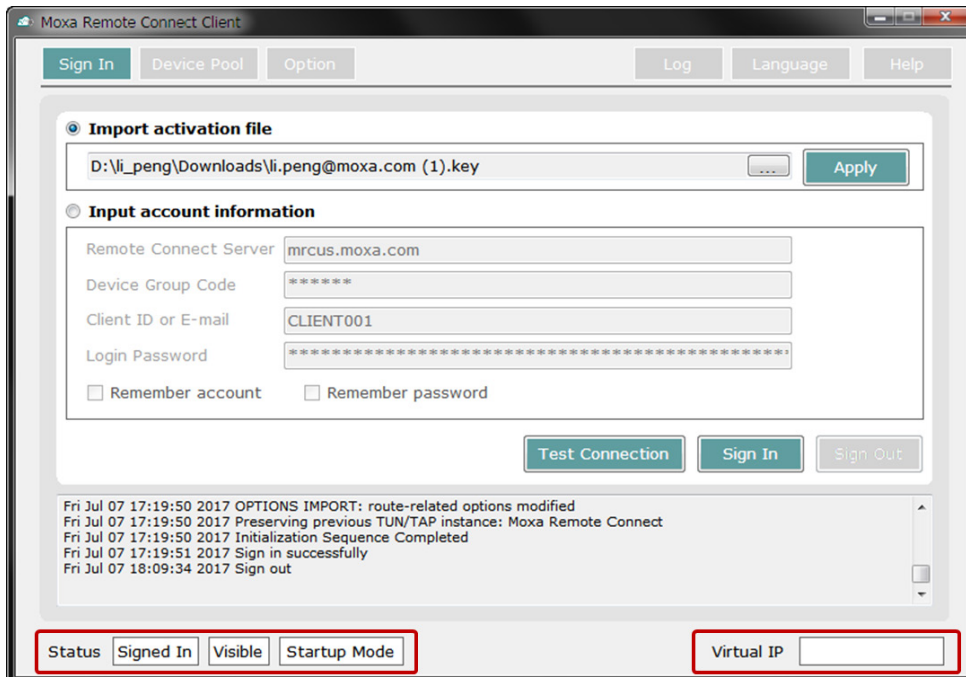 Moxa Remote Connect Client
Sign In Device Pool Option Log Language Help
Import activation file
D:\li_peng\Downloads\li.peng@moxa.com (1).key ... Apply
Input account information
Remote Connect Server mrcus.moxa.com
Device Group Code ******
Client ID or E-mail CLIENT001
Login Password **************************************************
Remember account Remember password
Test Connection Sign In Sign Out
Fri Jul 07 17:19:50 2017 OPTIONS IMPORT: route-related options modified
Fri Jul 07 17:19:50 2017 Preserving previous TUN/TAP instance: Moxa Remote Connect
Fri Jul 07 17:19:50 2017 Initialization Sequence Completed
Fri Jul 07 17:19:51 2017 Sign in successfully
Fri Jul 07 18:09:34 2017 Sign out
Status Signed In Visible Startup Mode Virtual IP